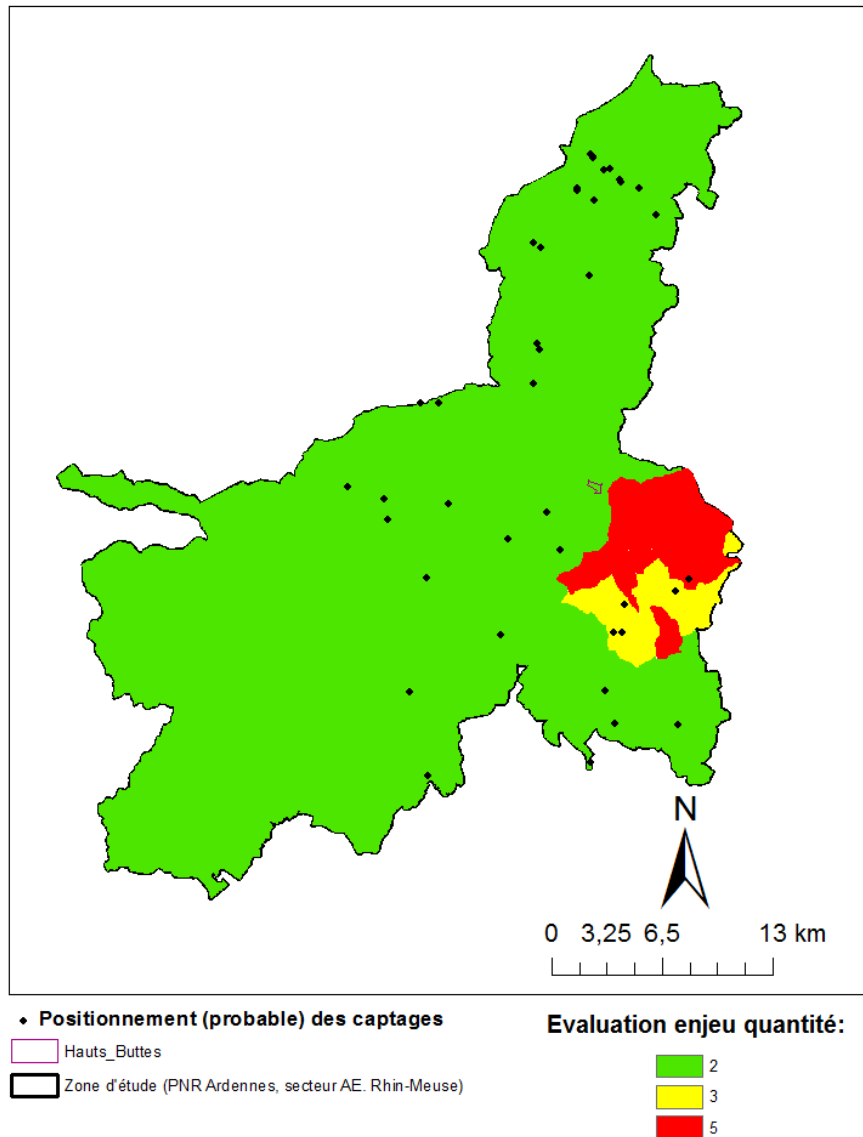 N
0 3,25 6,5 13 km
Positionnement (probable) des captages
Hauts_Buttes
Zone d'étude (PNR Ardennes, secteur AE. Rhin-Meuse)
Evaluation enjeu quantité:
2
3
5